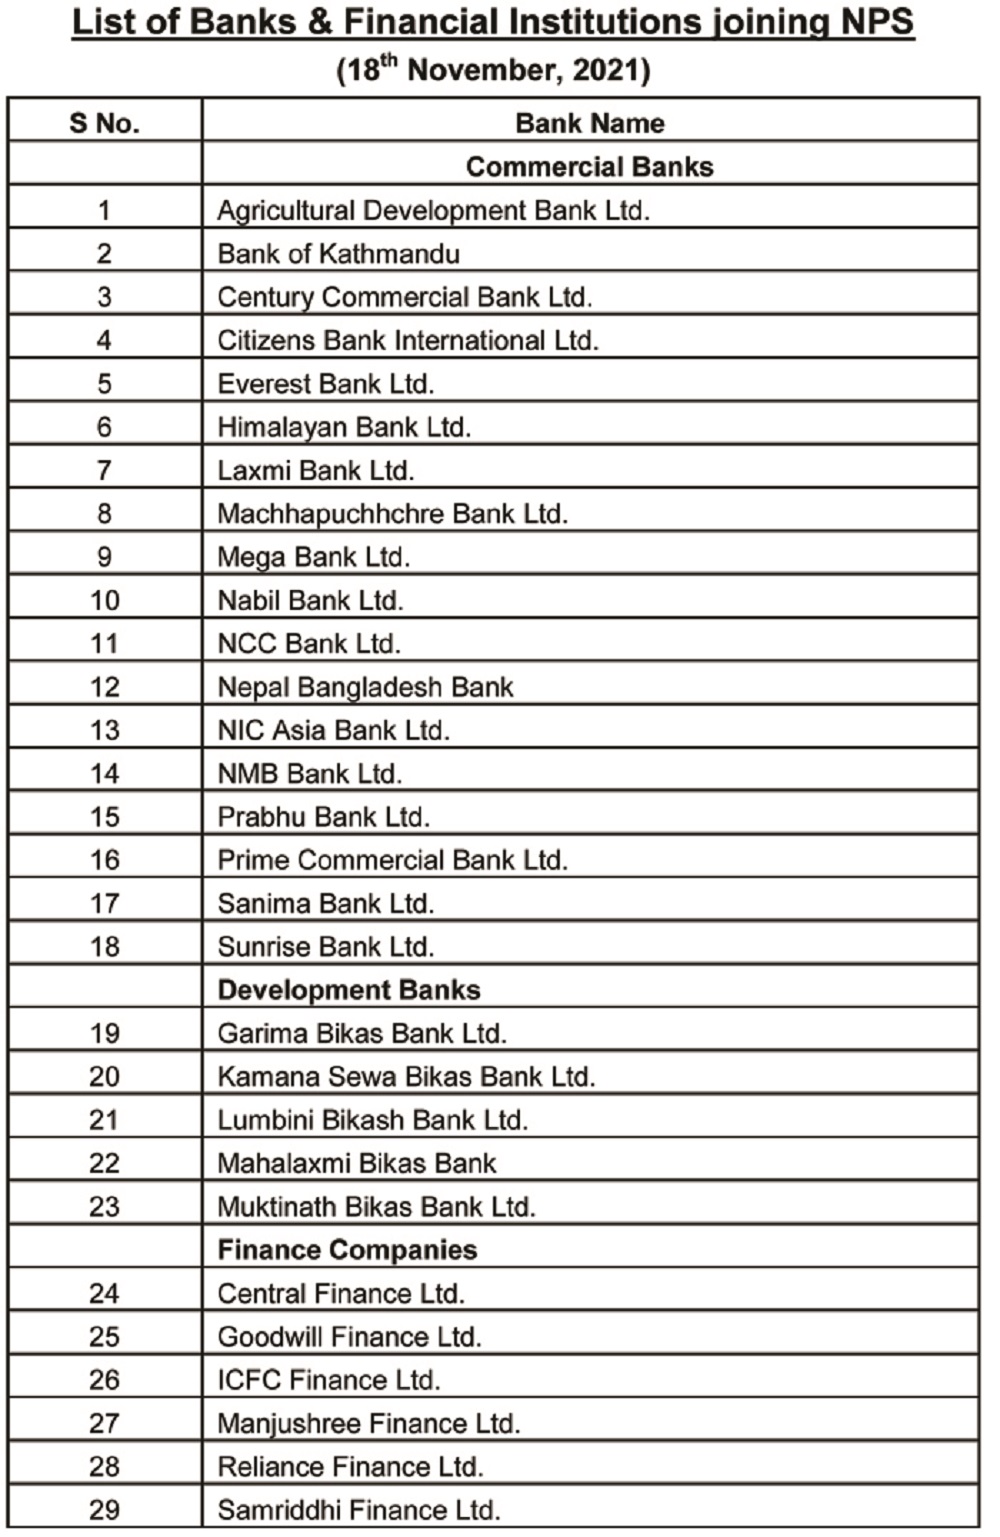 List of Banks & Financial Institutions joining NPS
(18th November, 2021)
S No. Bank Name
Commercial Banks
1 Agricultural Development Bank Ltd.
2 Bank of Kathmandu
3 Century Commercial Bank Ltd.
4 Citizens Bank International Ltd.
5 Everest Bank Ltd.
6 Himalayan Bank Ltd.
7 Laxmi Bank Ltd.
8 Machhapuchhchre Bank Ltd.
9 Mega Bank Ltd.
10 Nabil Bank Ltd.
11 NCC Bank Ltd.
12 Nepal Bangladesh Bank
13 NIC Asia Bank Ltd.
14 NMB Bank Ltd.
15 Prabhu Bank Ltd.
16 Prime Commercial Bank Ltd.
17 Sanima Bank Ltd.
18 Sunrise Bank Ltd.
Development Banks
19 Garima Bikas Bank Ltd.
20 Kamana Sewa Bikas Bank Ltd.
21 Lumbini Bikash Bank Ltd.
22 Mahalaxmi Bikas Bank
23 Muktinath Bikas Bank Ltd.
Finance Companies
24 Central Finance Ltd.
25 Goodwill Finance Ltd.
26 ICFC Finance Ltd.
27 Manjushree Finance Ltd.
28 Reliance Finance Ltd.
29 Samriddhi Finance Ltd.